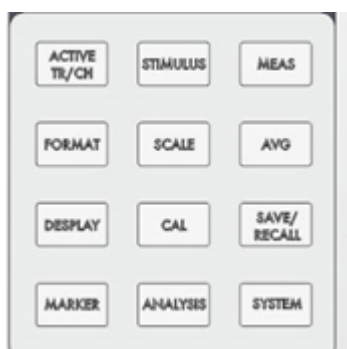 ACTIVE
TR/CH
STIMULUS
MEAS
FORMAT
SCALE
AVG
DESPLAY
CAL
SAVE/
RECALL
MARKER
ANALYSIS
SYSTEM